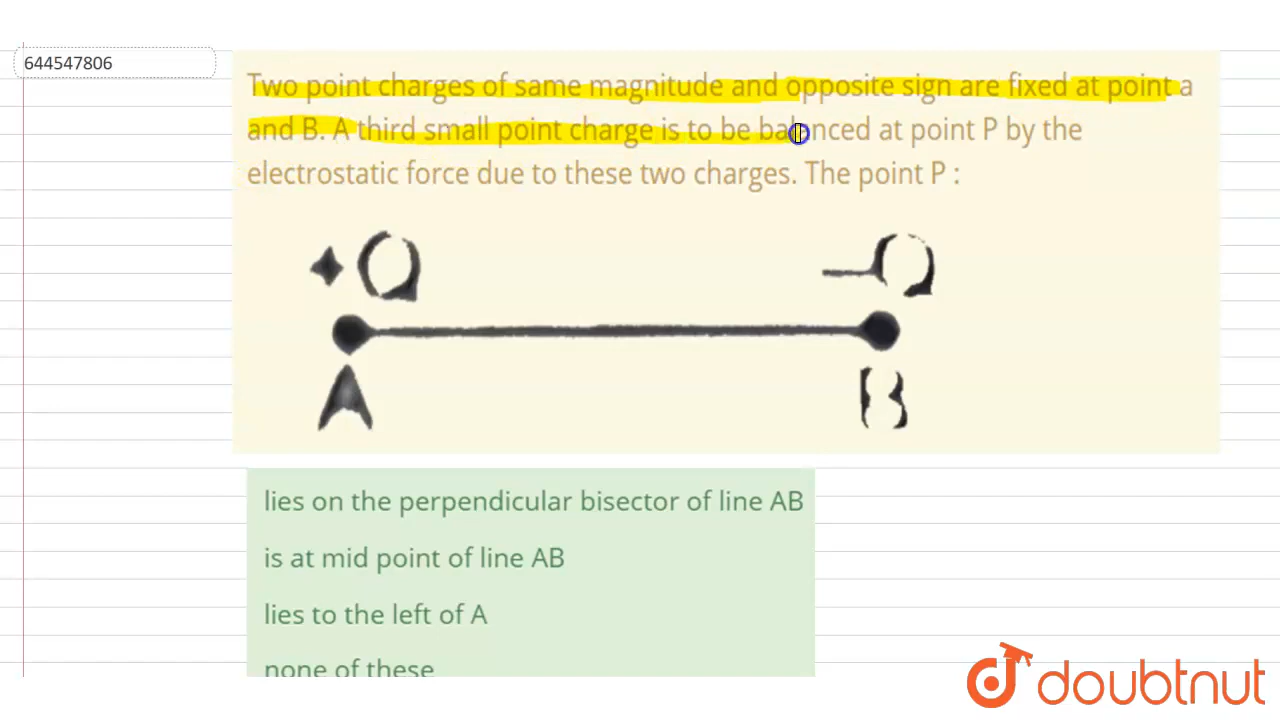 644547806
Two point charges of same magnitude and opposite sign are fixed at point a
and B. A third small point charge is to be balanced at point P by the
electrostatic force due to these two charges. The point P :
+Q
-Q
A
B
lies on the perpendicular bisector of line AB
is at mid point of line AB
lies to the left of A
none of these
doubtnut